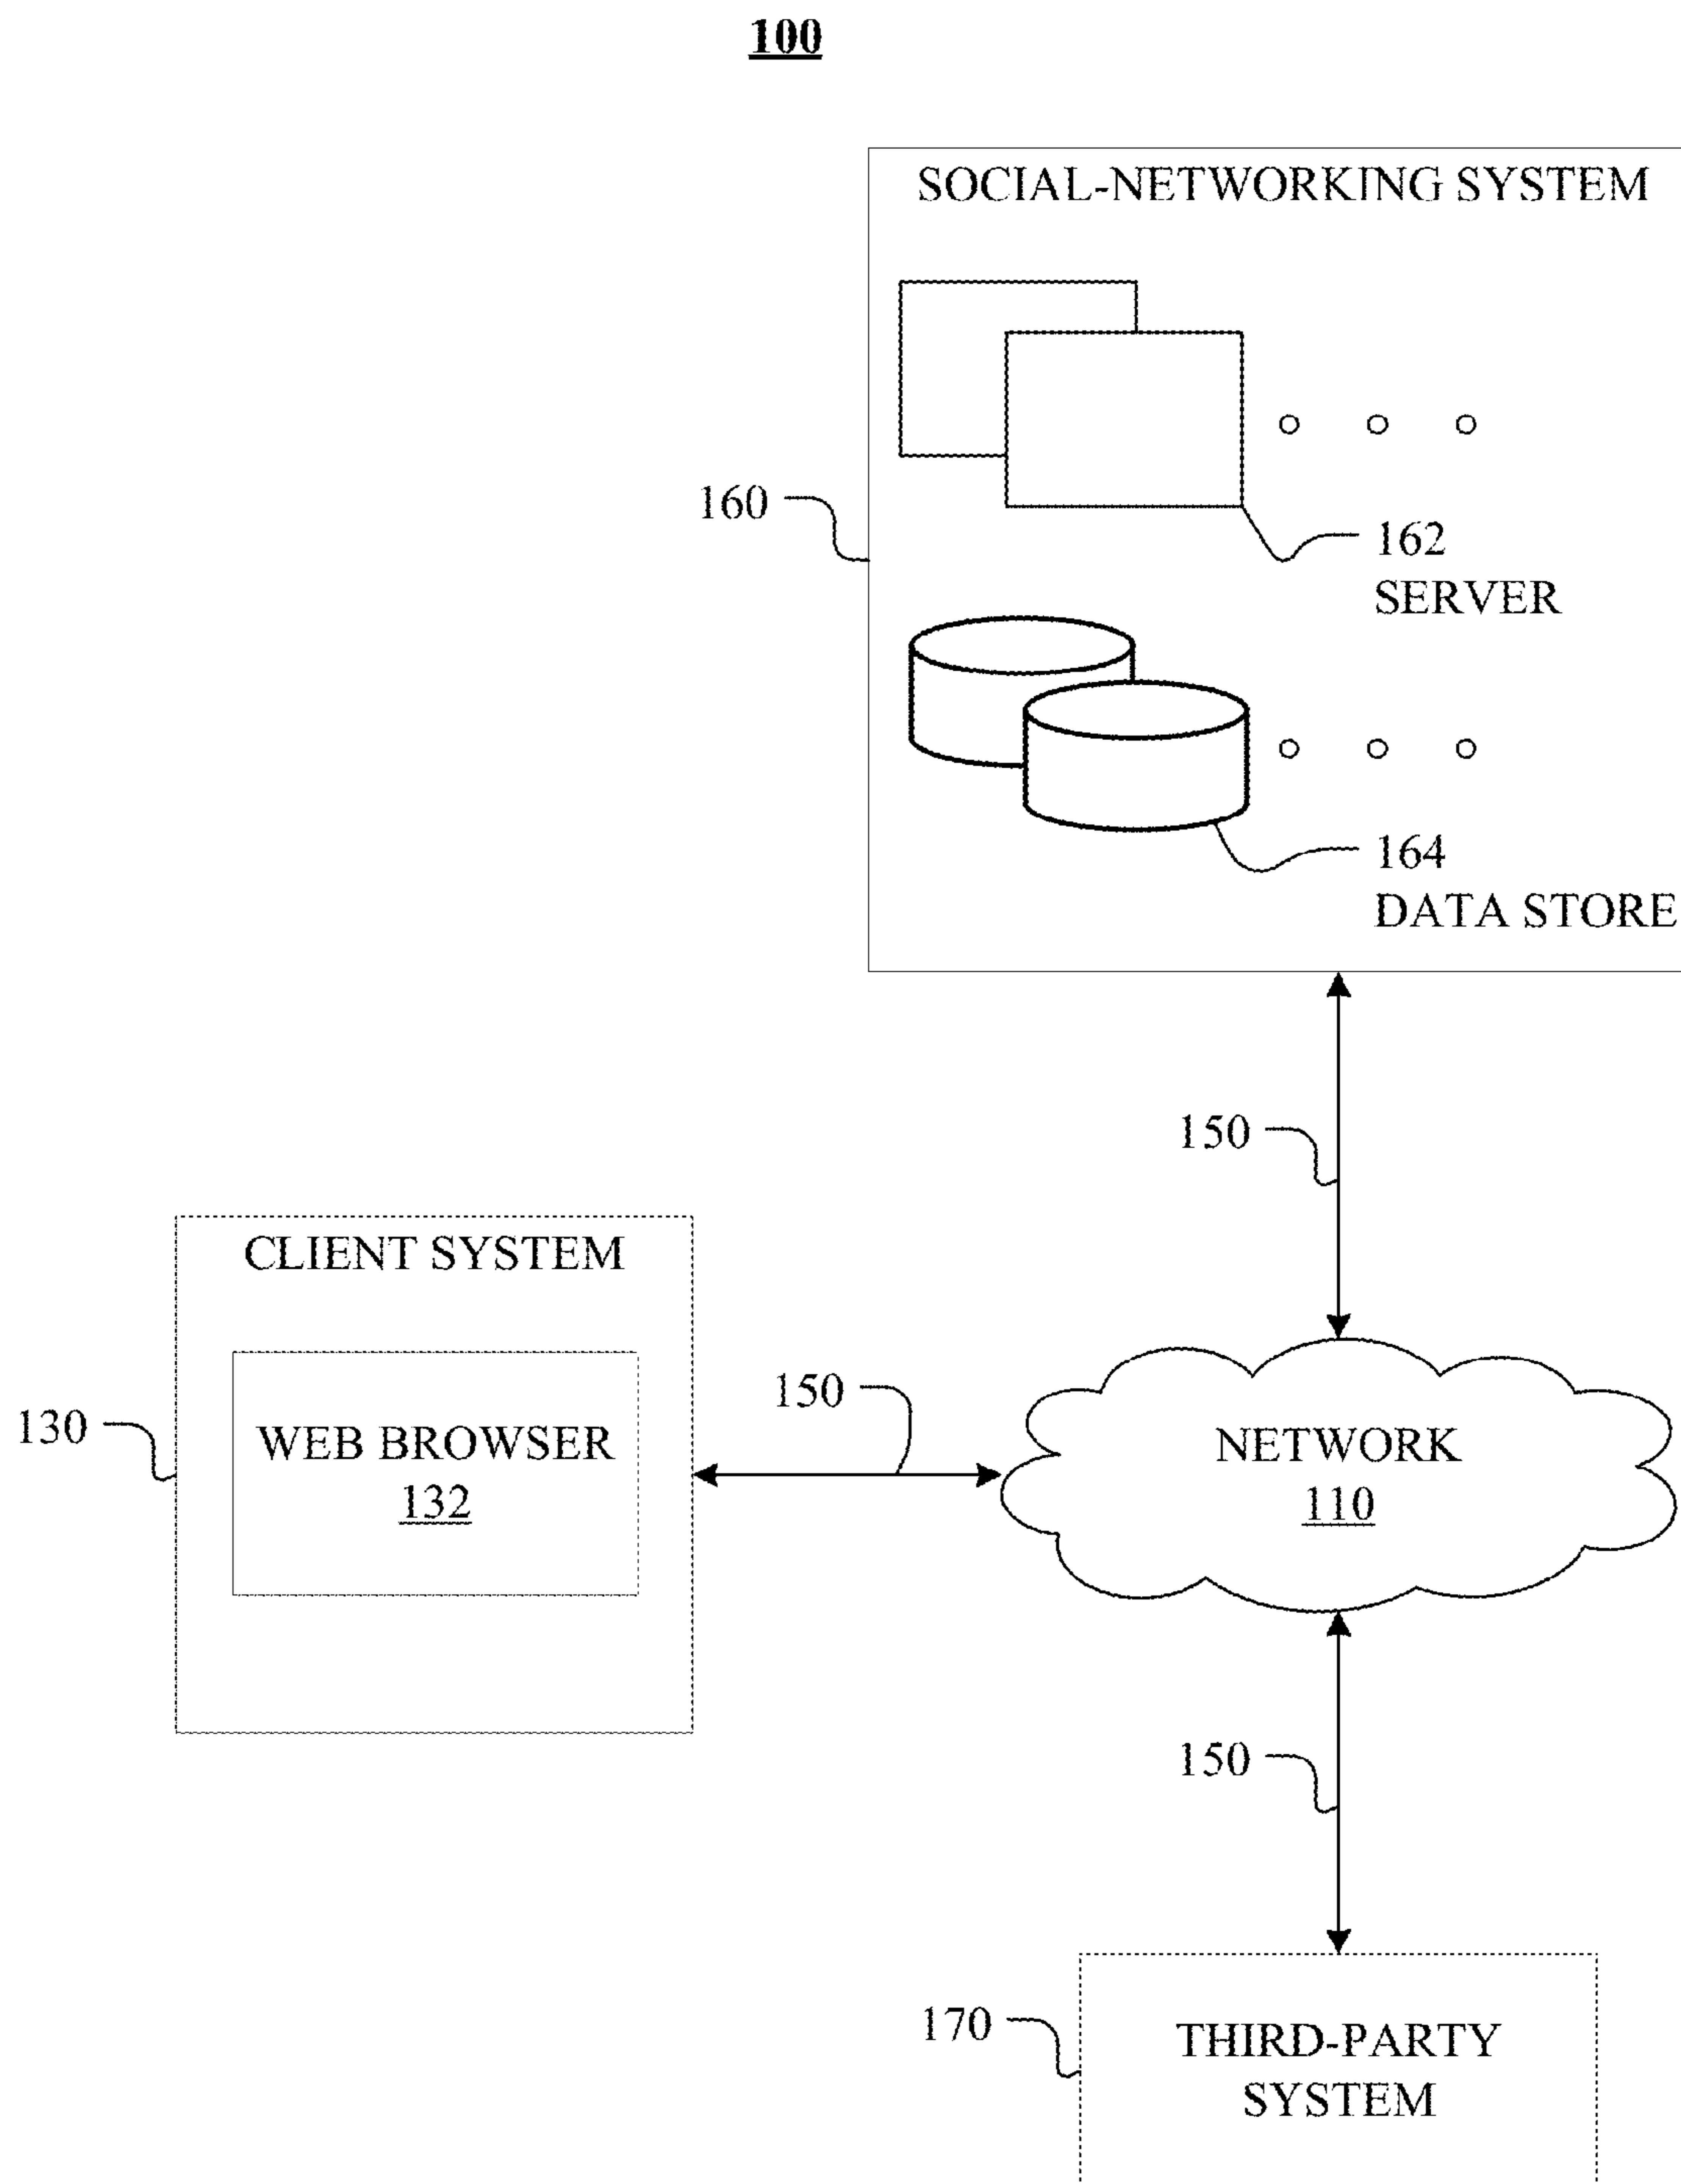 100
SOCIAL-NETWORKING SYSTEM
160
162
SERVER
164
DATA STORE
150
CLIENT SYSTEM
130
WEB BROWSER
132
150
NETWORK
110
150
170
THIRD-PARTY
SYSTEM